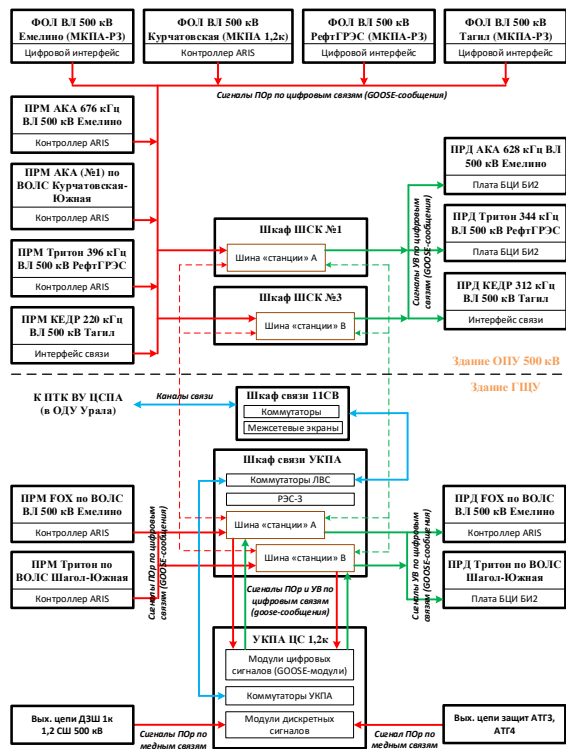 ФОЛ ВЛ 500 кВ
Емелино (МКПА-РЗ)
Цифровой интерфейс
ФОЛ ВЛ 500 кВ
Курчатовская (МКПА 1,2к)
Контроллер ARIS
ФОЛ ВЛ 500 кВ
РефтГРЭС (МКПА-РЗ)
Цифровой интерфейс
ФОЛ ВЛ 500 кВ
Тагил (МКПА-РЗ)
Цифровой интерфейс
Сигналы ПОр по цифровым связям (GOOSE-сообщения)
ПРМ АКА 676 кГц
ВЛ 500 кВ Емелино
Контроллер ARIS
ПРМ АКА (№1) по
ВОЛС Курчатовская-
Южная
Контроллер ARIS
ПРМ Тритон 396 кГц
ВЛ 500 кВ РефтГРЭС
Контроллер ARIS
ПРМ КЕДР 220 кГц
ВЛ 500 кВ Тагил
Интерфейс связи
Шкаф ШСК №1
Шина «станции» А
Шкаф ШСК №3
Шина «станции» В
Сигналы УВ по цифровым
связям (GOOSE-сообщения)
ПРД АКА 628 кГц ВЛ
500 кВ Емелино
Плата БЦИ БИ2
ПРД Тритон 344 кГц
ВЛ 500 кВ РефтГРЭС
Плата БЦИ БИ2
ПРД КЕДР 312 кГц
ВЛ 500 кВ Тагил
Интерфейс связи
Здание ОПУ 500 кВ
Здание ГЩУ
К ПТК ВУ ЦСПА
(в ОДУ Урала)
Каналы связи
Шкаф связи 11СВ
Коммутаторы
Межсетевые экраны
Шкаф связи УКПА
Коммутаторы ЛВС
РЭС-3
Шина «станции» А
Шина «станции» В
ПРМ FOX по ВОЛС
ВЛ 500 кВ Емелино
Контроллер ARIS
ПРМ Тритон по
ВОЛС Шагол-Южная
Контроллер ARIS
Сигналы ПОр по цифровым
связям (GOOSE-сообщения)
Сигналы УВ по цифровым
связям (GOOSE-сообщения)
ПРД FOX по ВОЛС
ВЛ 500 кВ Емелино
Контроллер ARIS
ПРД Тритон по ВОЛС
Шагол-Южная
Плата БЦИ БИ2
Сигналы ПОр и УВ по
цифровым связям
(goose-сообщения)
УКПА ЦС 1,2к
Модули цифровых
сигналов (GOOSE-модули)
Коммутаторы УКПА
Модули дискретных
сигналов
Вых. цепи ДЗШ 1к
1,2 СШ 500 кВ
Сигналы ПОр по
медным связям
Сигнал ПОр по
медным связям
Вых. цепи защит АТГ3,
АТГ4